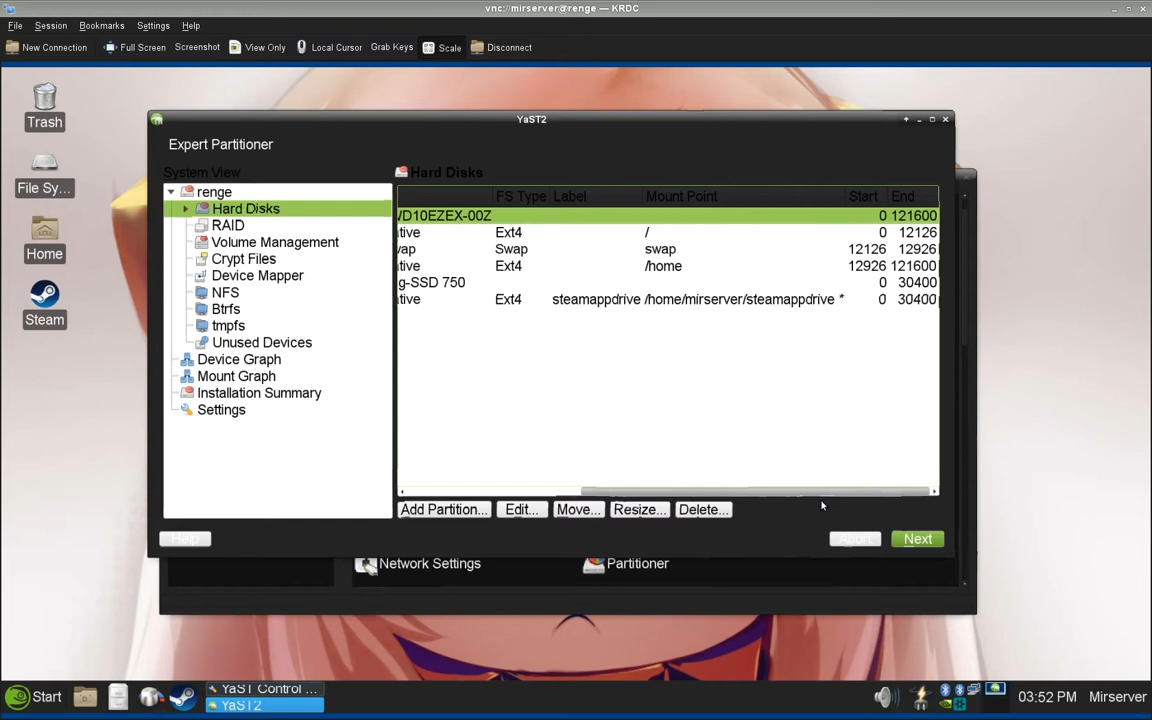 vnc://mirserver@renge — KRDC
File Session Bookmarks Settings Help
New Connection Full Screen Screenshot View Only Local Cursor Grab Keys Scale Disconnect
Trash
File Sy...
Home
Steam
YaST2
Expert Partitioner
System View
renge
Hard Disks
RAID
Volume Management
Crypt Files
Device Mapper
NFS
Btrfs
tmpfs
Unused Devices
Device Graph
Mount Graph
Installation Summary
Settings
Hard Disks
FS Type Label Mount Point Start End
WD10EZEX-00Z 0 121600
tive Ext4 / 0 12126
vap Swap swap 12126 12926
tive Ext4 /home 12926 121600
g-SSD 750 0 30400
tive Ext4 steamappdrive /home/mirserver/steamappdrive * 0 30400
Add Partition... Edit... Move... Resize... Delete...
Help Abort Next
Network Settings Partitioner
Start YaST Control ... 03:52 PM Mirserver
YaST2